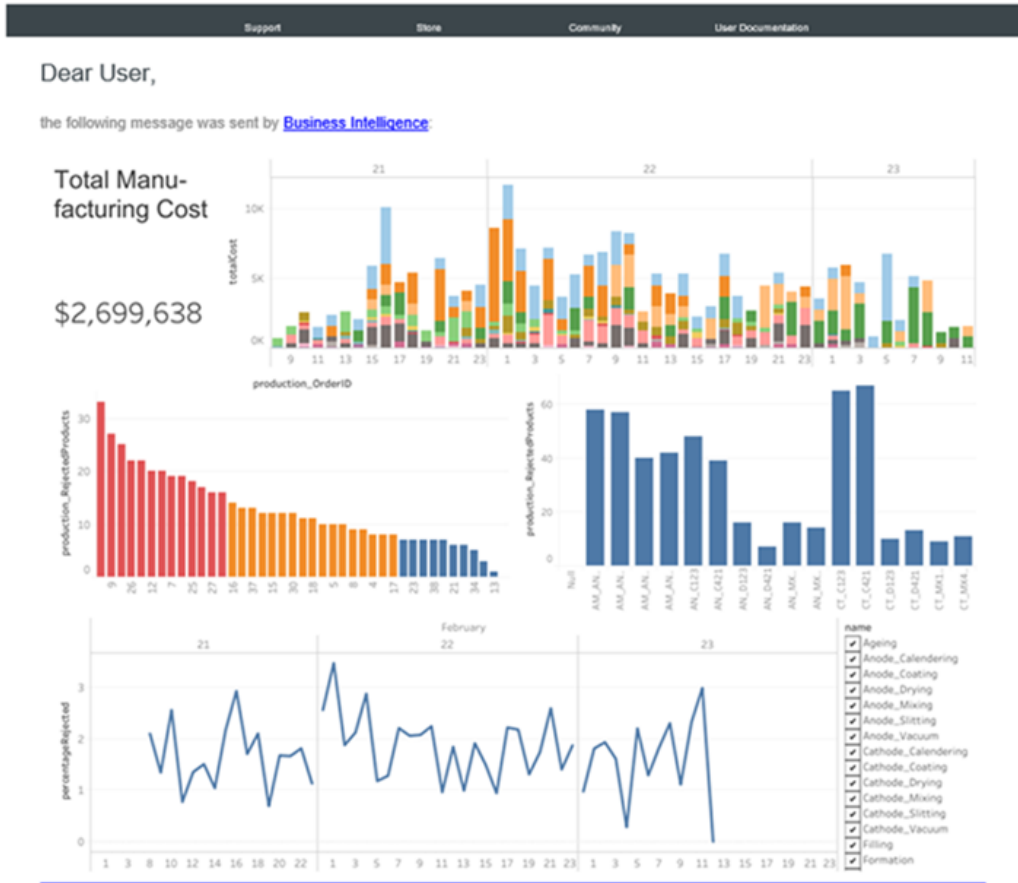 Support Store Community User Documentation
Dear User,
the following message was sent by Business Intelligence:
Total Manu-
facturing Cost
$2,699,638
21 22 23
totalCost
10K
5K
0K
9 11 13 15 17 19 21 23 1 3 5 7 9 11 13 15 17 19 21 23 1 3 5 7 9 11
production_OrderID
production_RejectedProducts
30
20
10
0
9 26 12 7 25 27 16 37 15 30 18 5 8 4 17 23 38 21 34 13
production_RejectedProducts
60
40
20
0
Null AM_AN.. AM_AN.. AM_AN.. AM_AN.. AN_C123 AN_C421 AN_D123 AN_D421 AN_MX.. AN_MX.. CT_C123 CT_C421 CT_D123 CT_D421 CT_MX1.. CT_MX4..
February
21 22 23
percentageRejected
3
2
1
0
1 3 8 10 12 14 16 18 20 22 1 3 5 7 9 11 13 15 17 19 21 23 1 3 5 7 9 11 13 15 17 19 21 23
name
Ageing
Anode_Calendering
Anode_Coating
Anode_Drying
Anode_Mixing
Anode_Slitting
Anode_Vacuum
Cathode_Calendering
Cathode_Coating
Cathode_Drying
Cathode_Mixing
Cathode_Slitting
Cathode_Vacuum
Filling
Formation